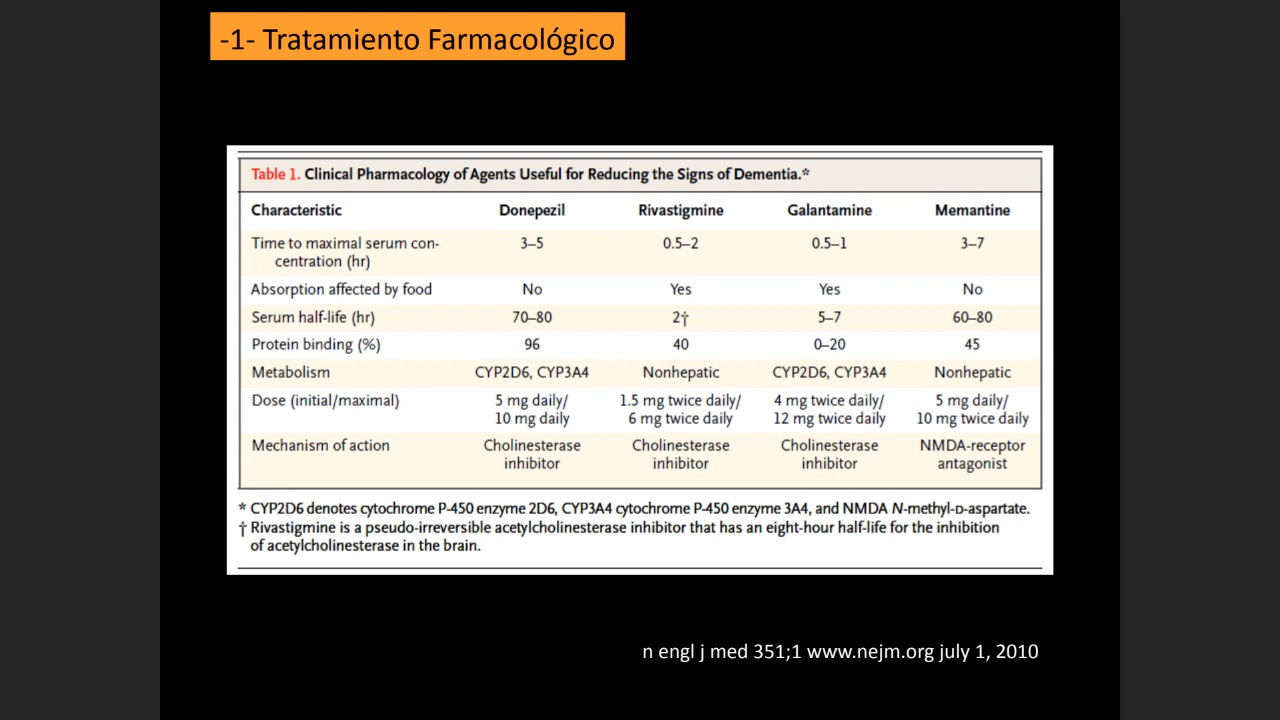 -1- Tratamiento Farmacológico
Table 1. Clinical Pharmacology of Agents Useful for Reducing the Signs of Dementia.*
Characteristic Donepezil Rivastigmine Galantamine Memantine
Time to maximal serum con- 3–5 0.5–2 0.5–1 3–7
centration (hr)
Absorption affected by food No Yes Yes No
Serum half-life (hr) 70–80 2† 5–7 60–80
Protein binding (%) 96 40 0–20 45
Metabolism CYP2D6, CYP3A4 Nonhepatic CYP2D6, CYP3A4 Nonhepatic
Dose (initial/maximal) 5 mg daily/ 1.5 mg twice daily/ 4 mg twice daily/ 5 mg daily/
10 mg daily 6 mg twice daily 12 mg twice daily 10 mg twice daily
Mechanism of action Cholinesterase Cholinesterase Cholinesterase NMDA-receptor
inhibitor inhibitor inhibitor antagonist
* CYP2D6 denotes cytochrome P-450 enzyme 2D6, CYP3A4 cytochrome P-450 enzyme 3A4, and NMDA N-methyl-D-aspartate.
† Rivastigmine is a pseudo-irreversible acetylcholinesterase inhibitor that has an eight-hour half-life for the inhibition
of acetylcholinesterase in the brain.
n engl j med 351;1 www.nejm.org july 1, 2010